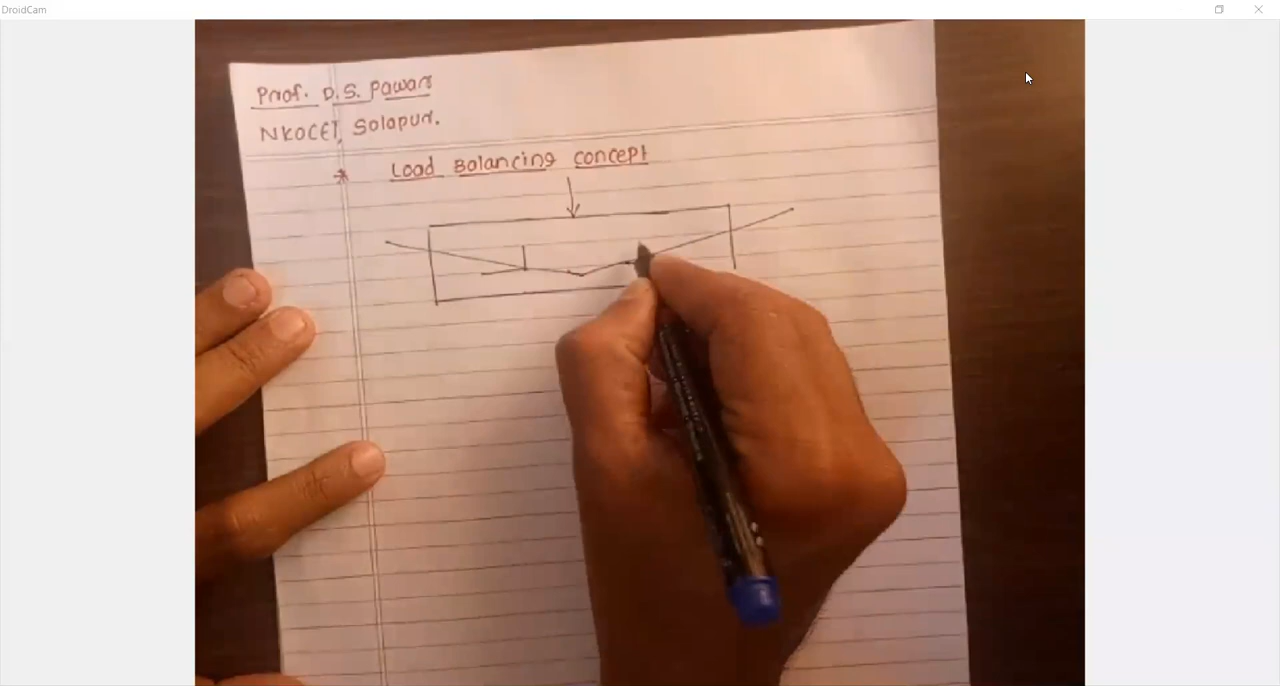 DroidCam
Prof. D.S. Pawar
NKOCET, Solapur.
* Load Balancing concept